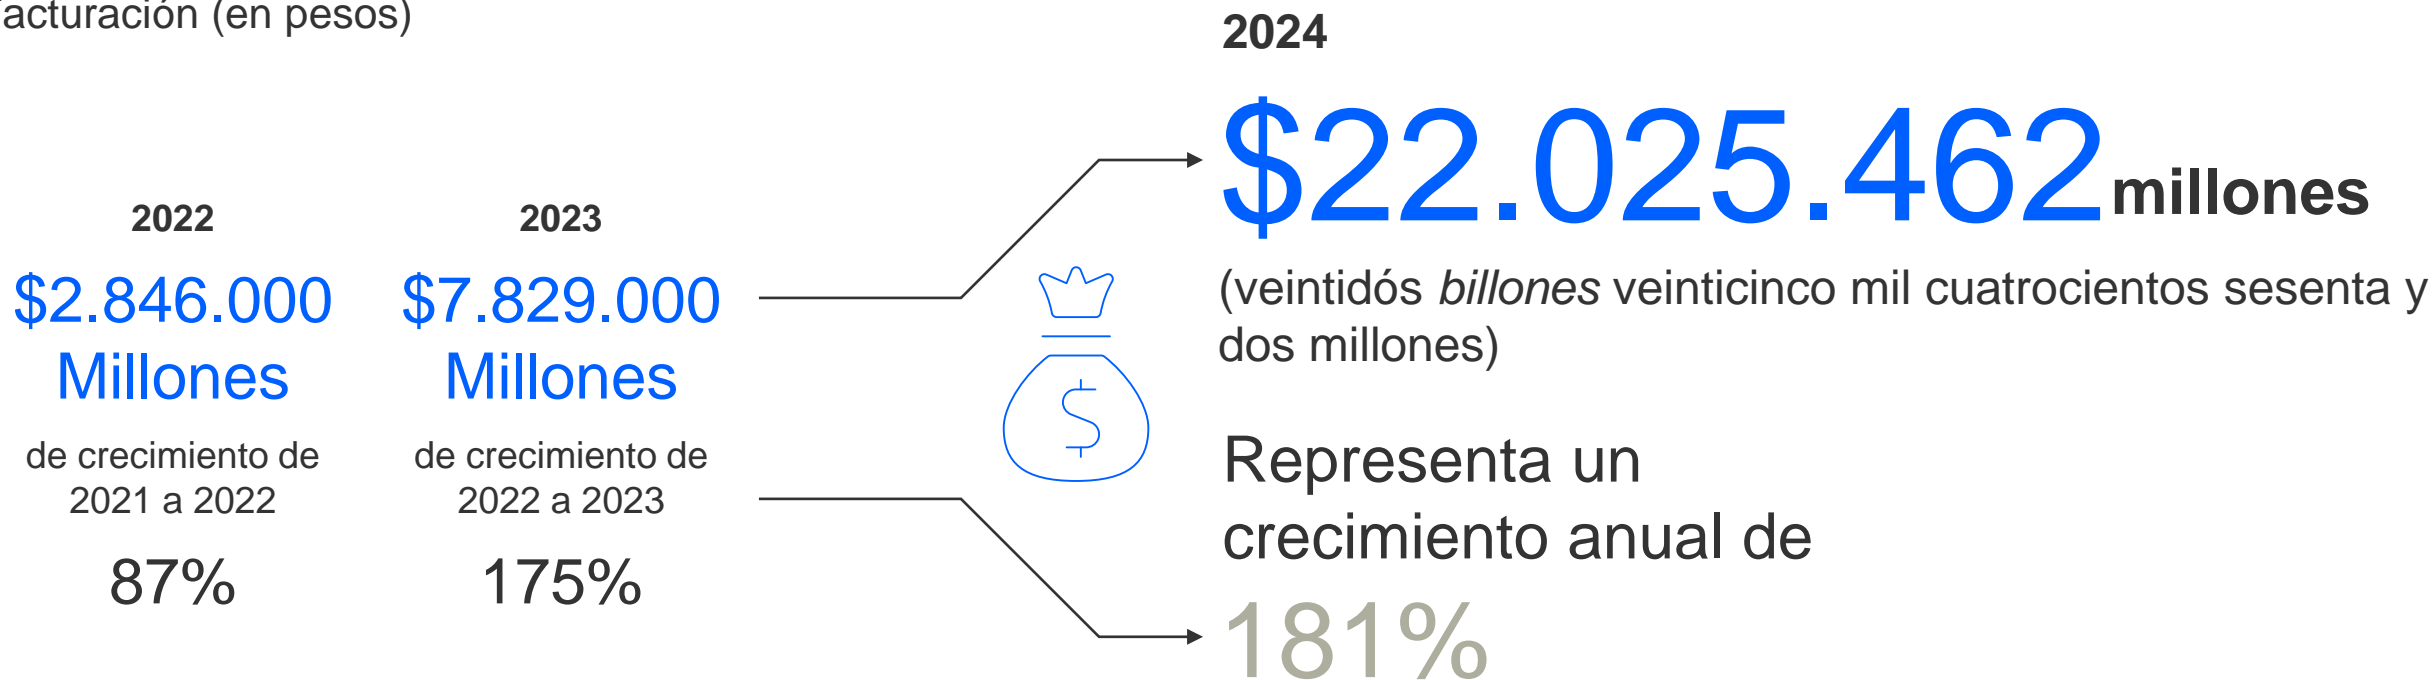 acturación (en pesos)
2022
$2.846.000
Millones
de crecimiento de
2021 a 2022
87%
2023
$7.829.000
Millones
de crecimiento de
2022 a 2023
175%
$
2024
$22.025.462 millones
(veintidós billones veinticinco mil cuatrocientos sesenta y
dos millones)
Representa un
crecimiento anual de
181%